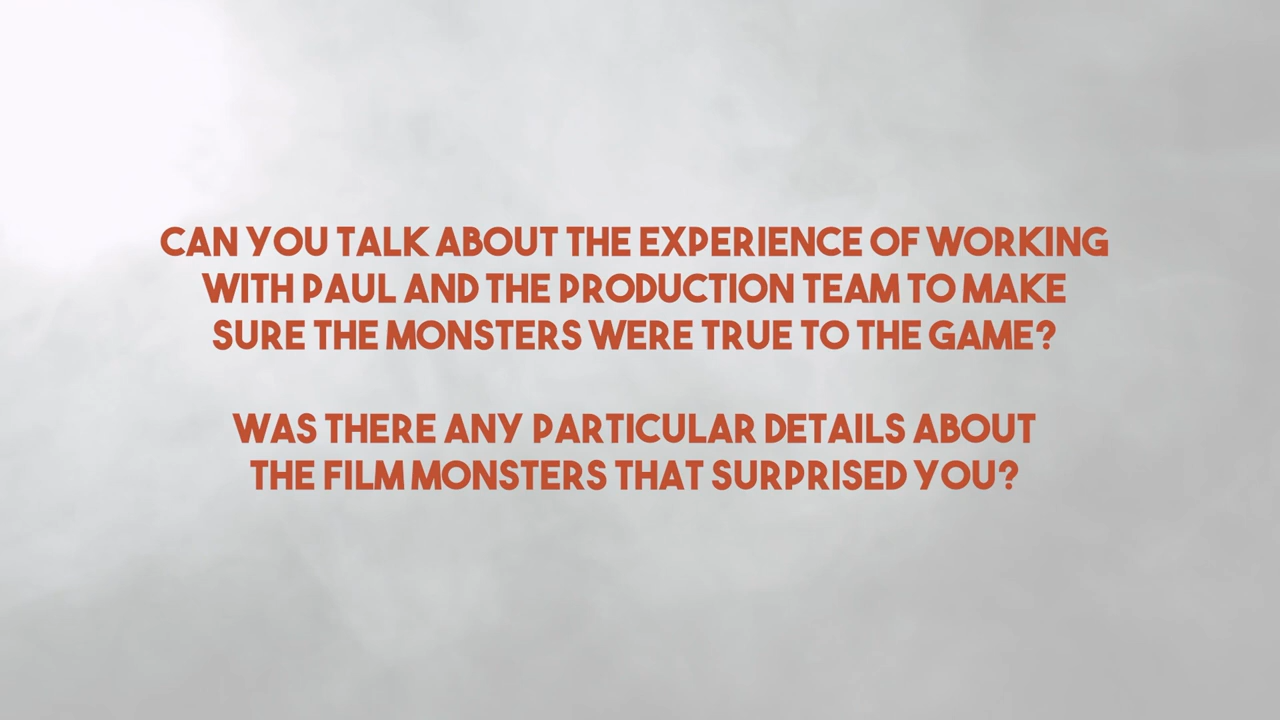 CAN YOU TALK ABOUT THE EXPERIENCE OF WORKING
WITH PAUL AND THE PRODUCTION TEAM TO MAKE
SURE THE MONSTERS WERE TRUE TO THE GAME?
WAS THERE ANY PARTICULAR DETAILS ABOUT
THE FILM MONSTERS THAT SURPRISED YOU?